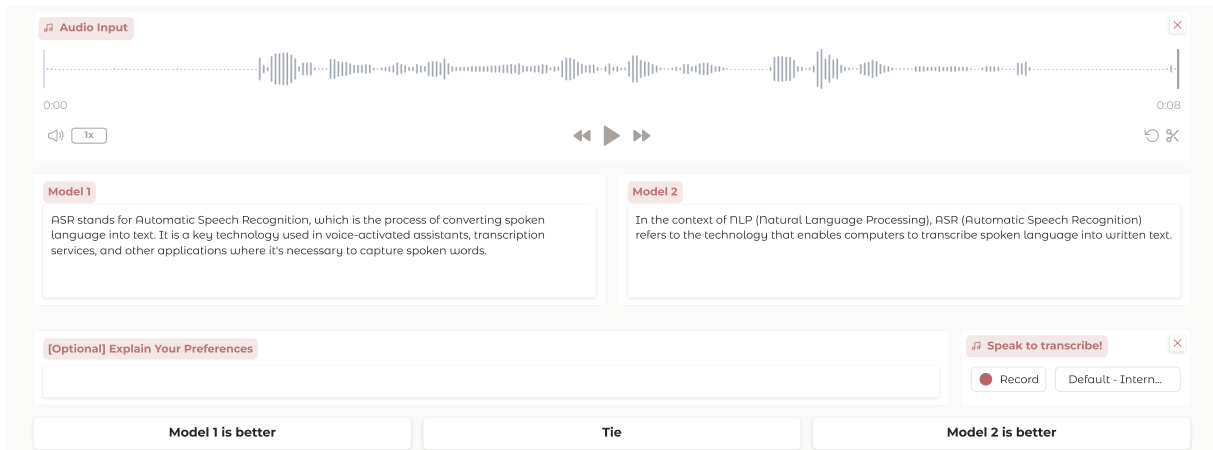 Audio Input
0:00
0:08
1x
Model 1
ASR stands for Automatic Speech Recognition, which is the process of converting spoken
language into text. It is a key technology used in voice-activated assistants, transcription
services, and other applications where it's necessary to capture spoken words.
Model 2
In the context of NLP (Natural Language Processing), ASR (Automatic Speech Recognition)
refers to the technology that enables computers to transcribe spoken language into written text.
[Optional] Explain Your Preferences
Speak to transcribe!
Record
Default - Intern...
Model 1 is better
Tie
Model 2 is better